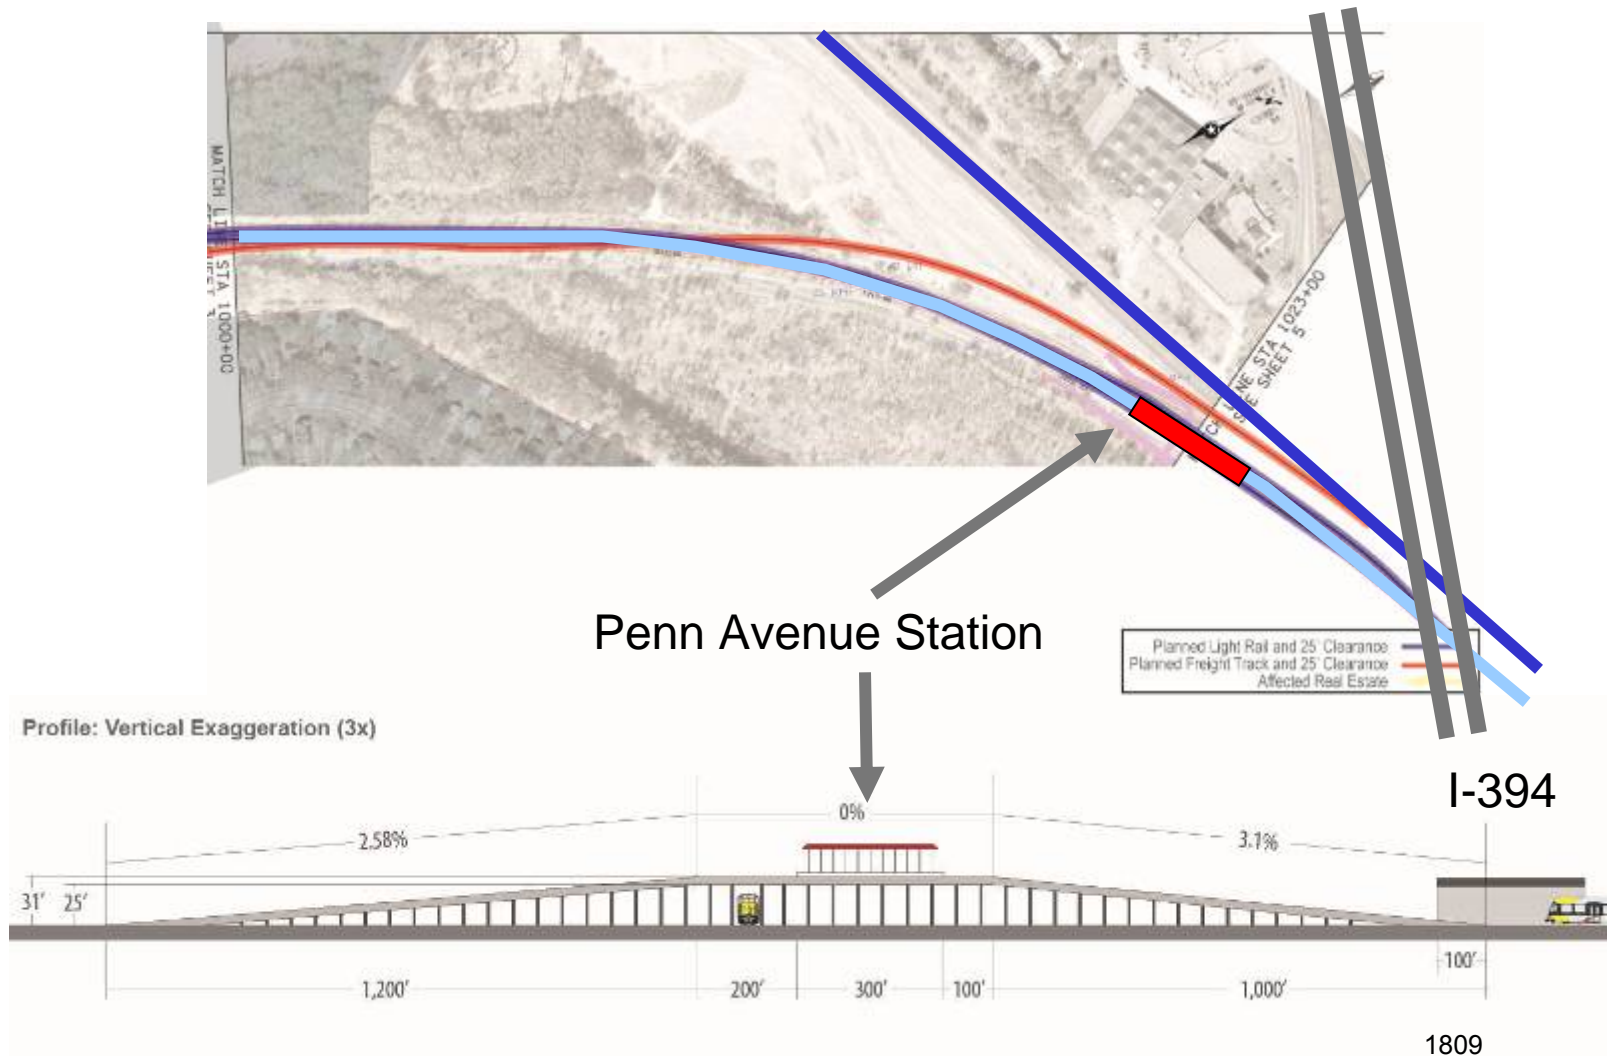 MATCH LINE STA 1000+00
LINE STA 1023+00
SEE SHEET 5
Penn Avenue Station
Planned Light Rail and 25' Clearance
Planned Freight Track and 25' Clearance
Affected Real Estate
Profile: Vertical Exaggeration (3x)
I-394
0%
2.58%
3.1%
31'
25'
100'
1,200'
200'
300'
100'
1,000'
1809